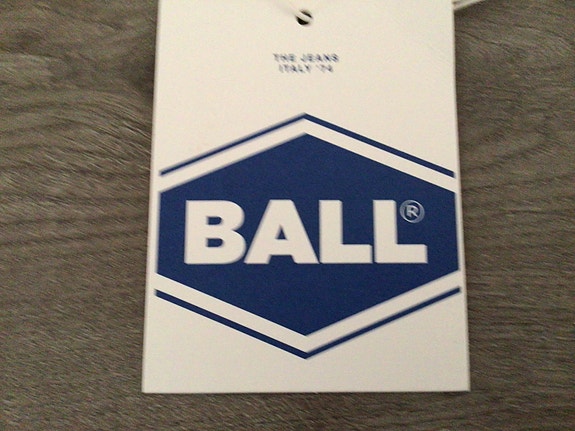 THE JEANS
ITALY '74
BALL®